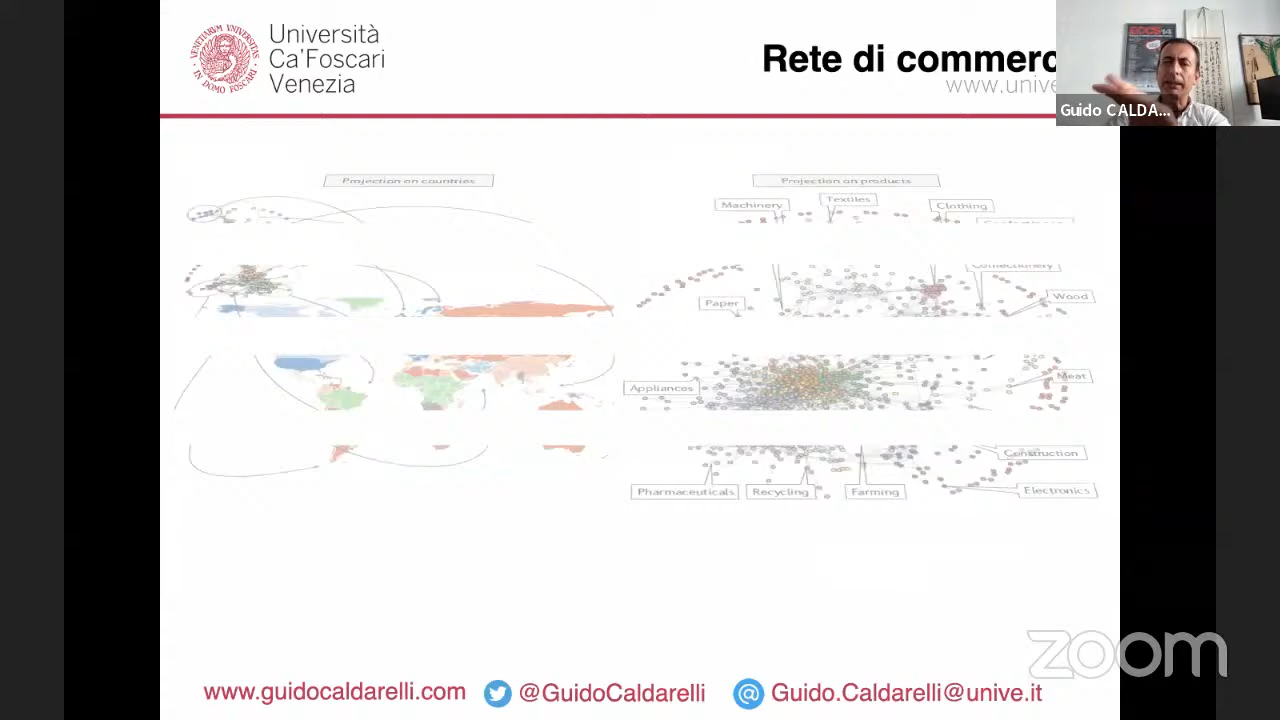 Università
Ca'Foscari
Venezia
Rete di commerc
www.unive
Guido CALDA...
Projection on countries
Projection on products
Machinery
Textiles
Clothing
Confectionery
Paper
Wood
Appliances
Meat
Construction
Pharmaceuticals
Recycling
Farming
Electronics
zoom
www.guidocaldarelli.com
@GuidoCaldarelli
@
Guido.Caldarelli@unive.it